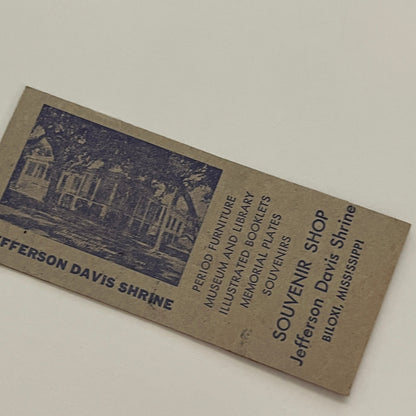 JEFFERSON DAVIS SHRINE
PERIOD FURNITURE
MUSEUM AND LIBRARY
ILLUSTRATED BOOKLETS
MEMORIAL PLATES
SOUVENIRS
SOUVENIR SHOP
Jefferson Davis Shrine
BILOXI, MISSISSIPPI